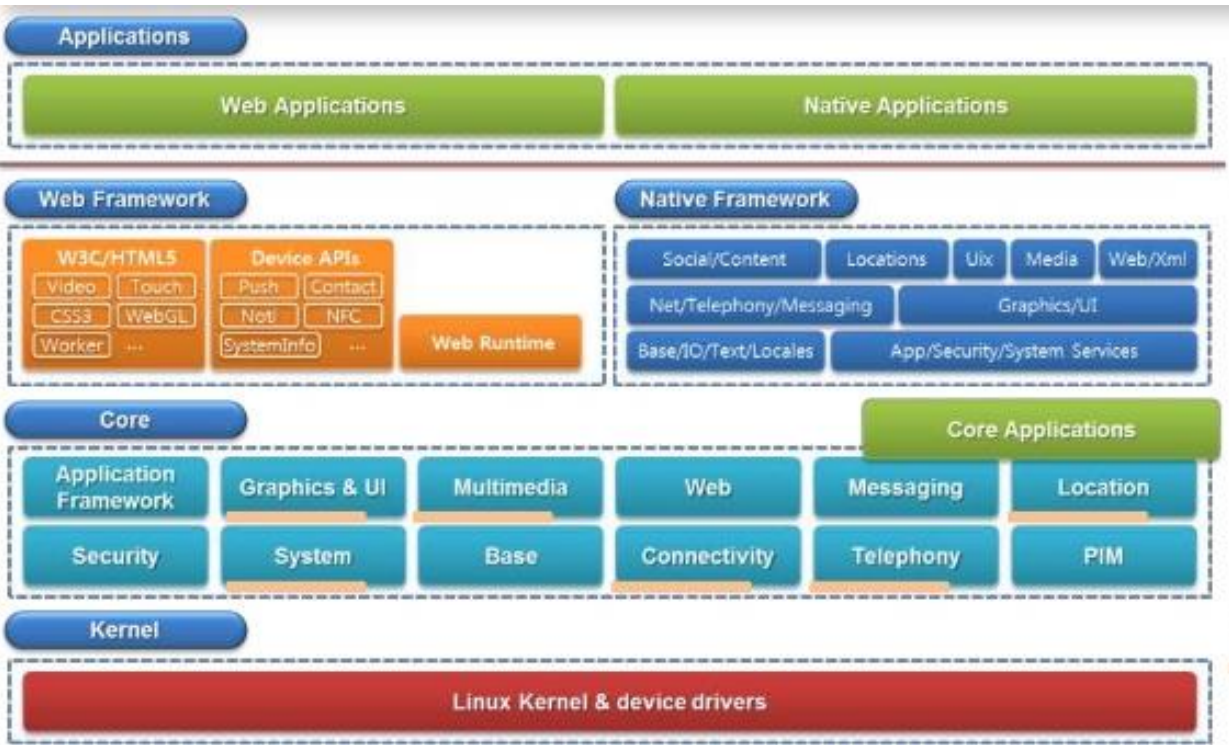 Applications
Web Applications
Native Applications
Web Framework
Native Framework
W3C/HTML5
Video
Touch
CSS3
WebGL
Worker
...
Device APIs
Push
Contact
Noti
NFC
SystemInfo
...
Web Runtime
Social/Content
Locations
Uix
Media
Web/Xml
Net/Telephony/Messaging
Graphics/UI
Base/IO/Text/Locales
App/Security/System Services
Core
Core Applications
Application
Framework
Graphics & UI
Multimedia
Web
Messaging
Location
Security
System
Base
Connectivity
Telephony
PIM
Kernel
Linux Kernel & device drivers